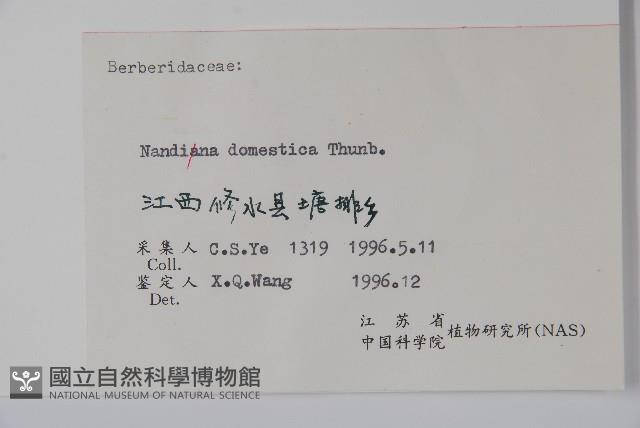 Berberidaceae:
Nandiana domestica Thunb.
江西修水县塘排乡
采集人 C.S.Ye 1319 1996.5.11
Coll.
鉴定人 X.Q.Wang 1996.12
Det.
江苏省
中国科学院 植物研究所(NAS)
國立自然科學博物館
NATIONAL MUSEUM OF NATURAL SCIENCE